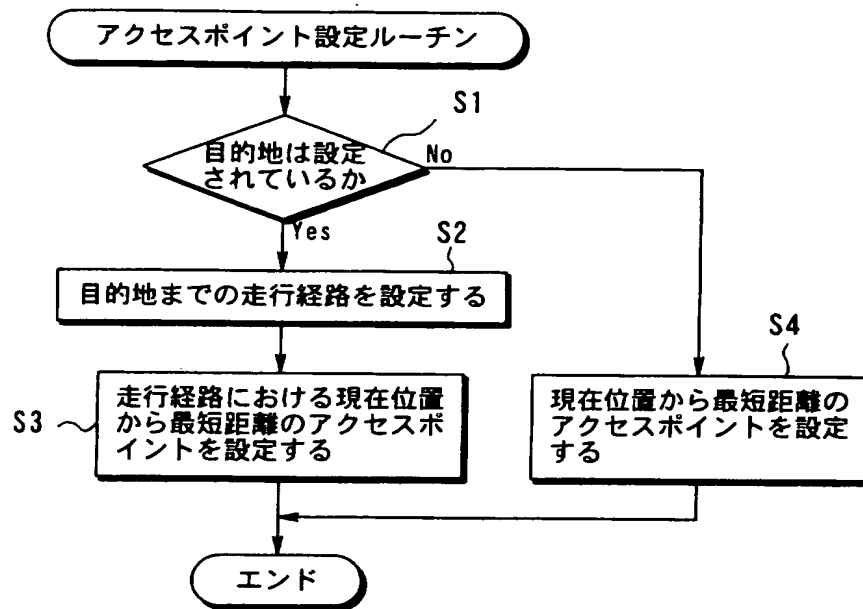 アクセスポイント設定ルーチン
S1
目的地は設定
されているか
No
Yes
S2
目的地までの走行経路を設定する
S4
S3
走行経路における現在位置
から最短距離のアクセスポ
イントを設定する
現在位置から最短距離の
アクセスポイントを設定
する
エンド